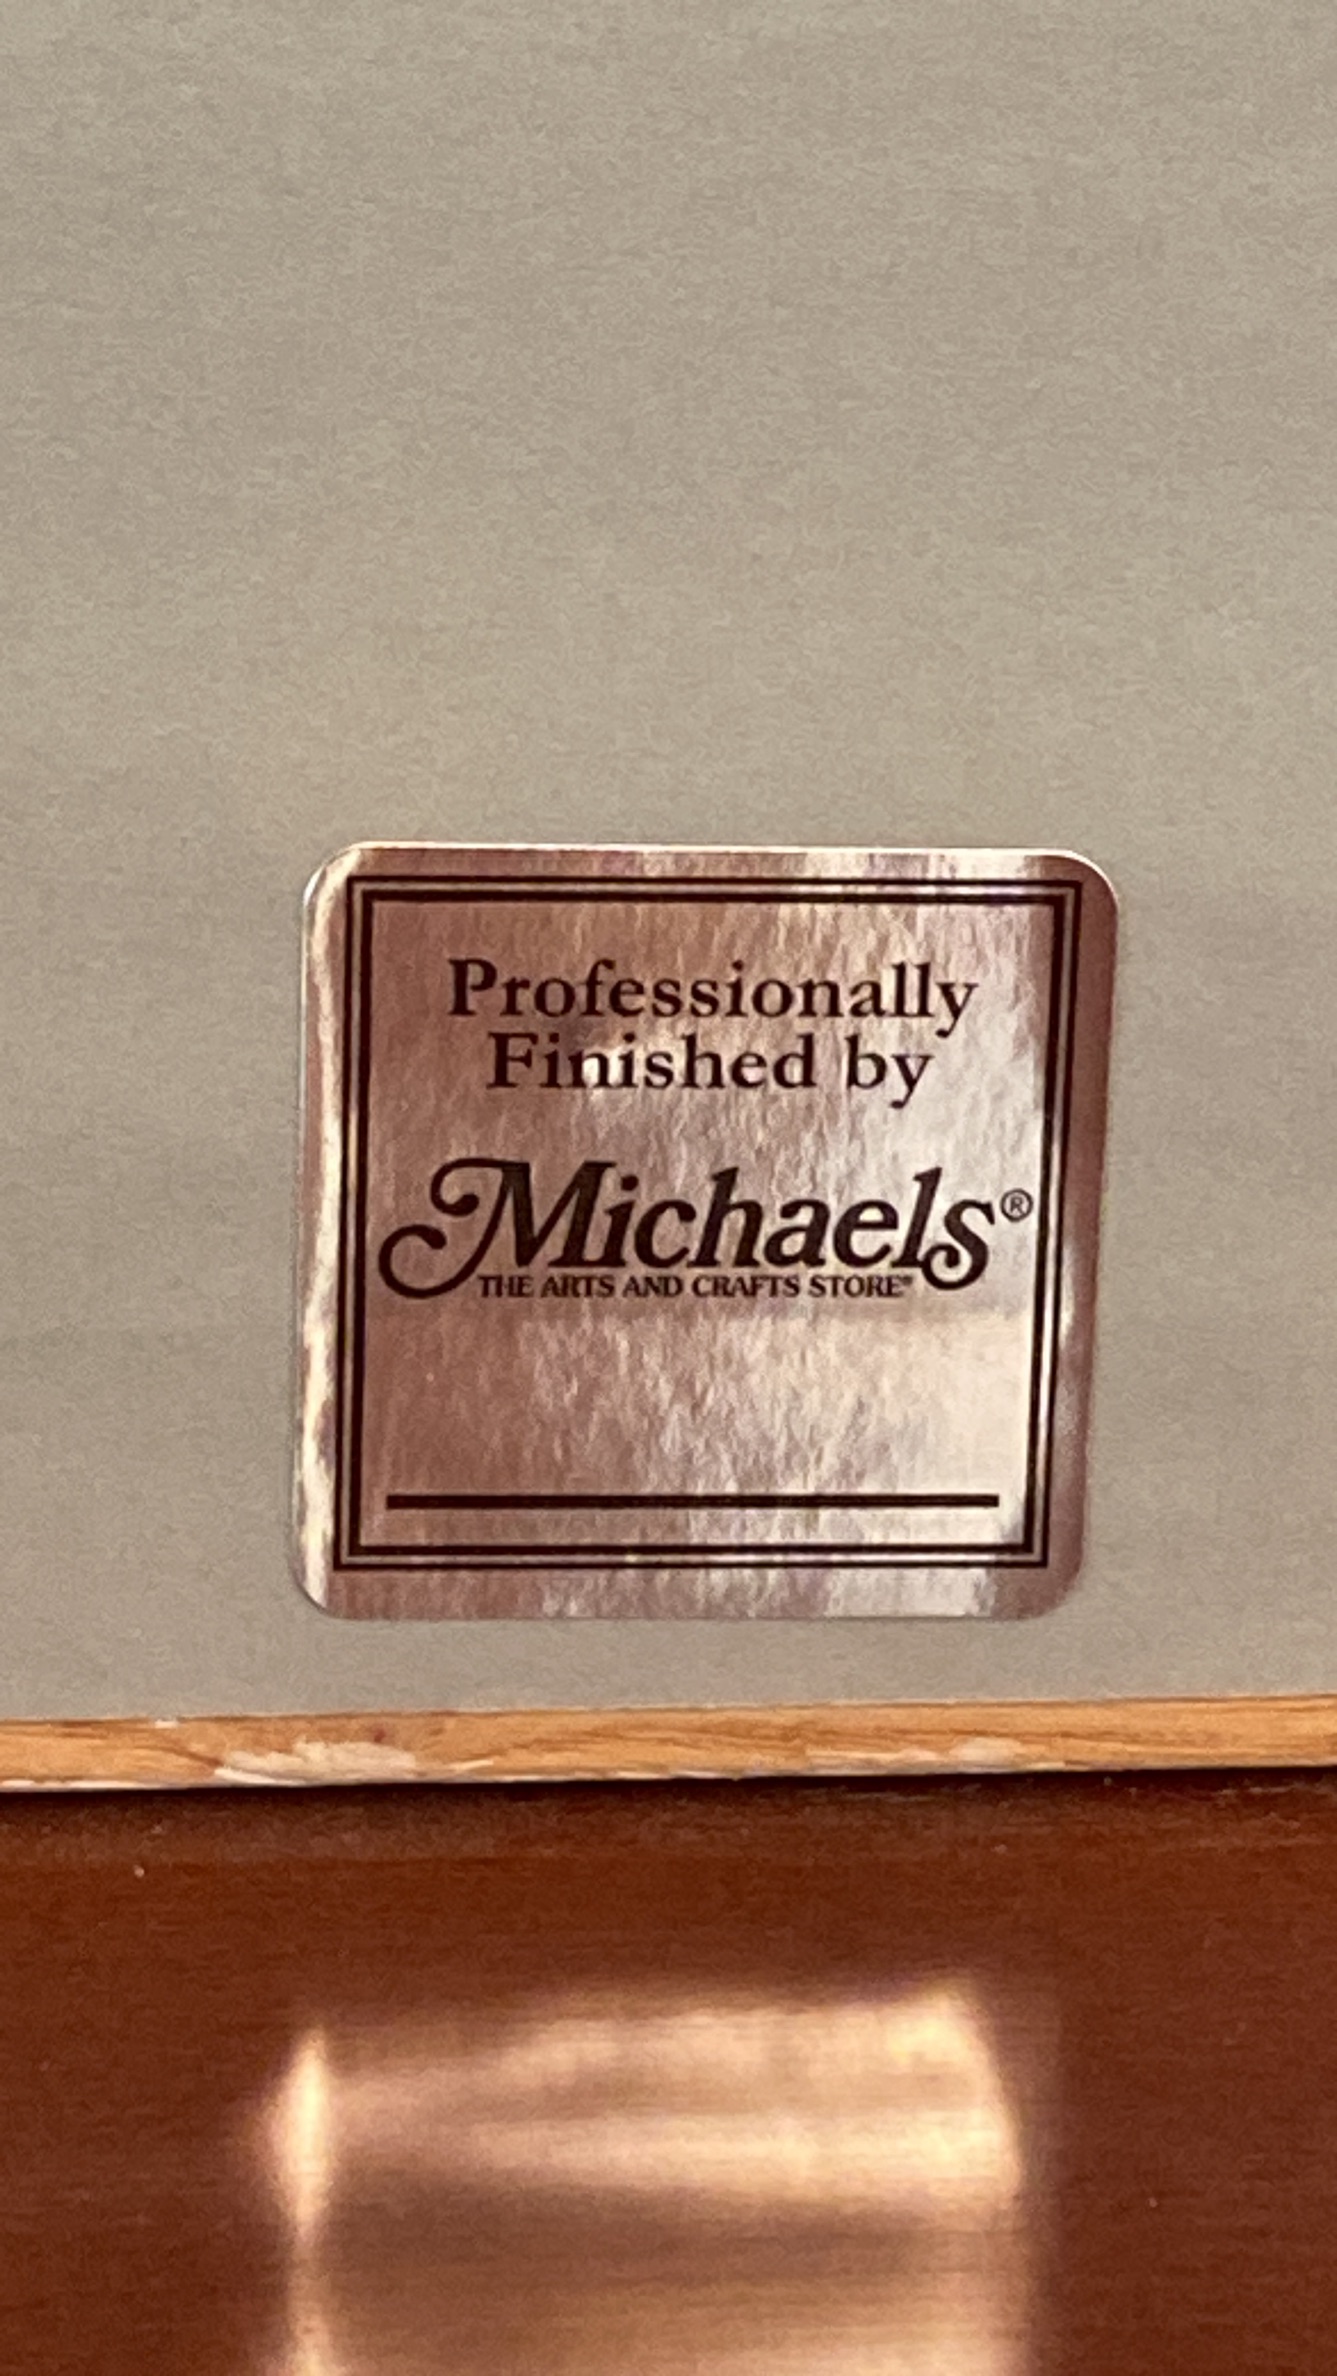 Professionally
Finished by
Michaels®
THE ARTS AND CRAFTS STORE®